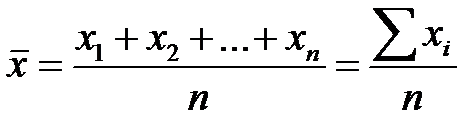 x̄ = (x₁ + x₂ + ... + xₙ) / n = ∑xᵢ / n